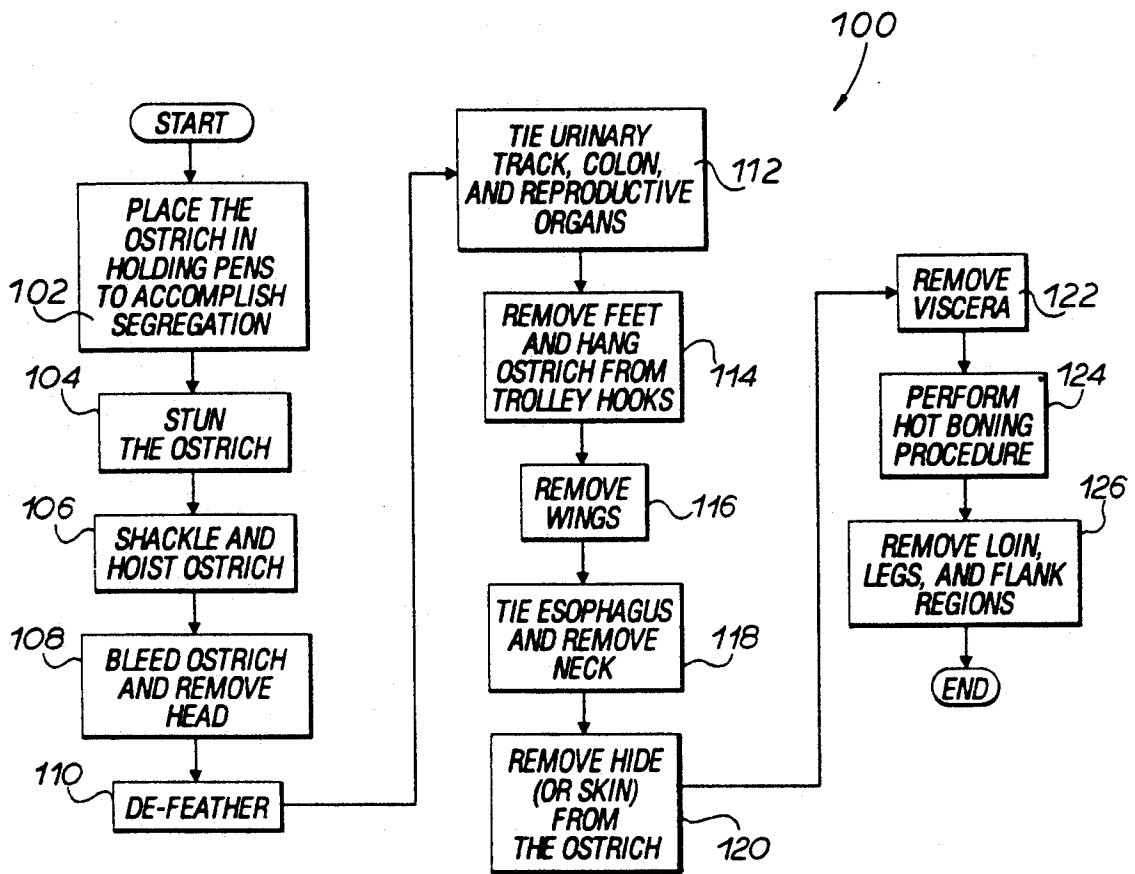 100
START
PLACE THE
OSTRICH IN
HOLDING PENS
TO ACCOMPLISH
SEGREGATION
102
104
STUN
THE OSTRICH
106
SHACKLE AND
HOIST OSTRICH
108
BLEED OSTRICH
AND REMOVE
HEAD
110
DE-FEATHER
TIE URINARY
TRACK, COLON,
AND REPRODUCTIVE
ORGANS
112
REMOVE FEET
AND HANG
OSTRICH FROM
TROLLEY HOOKS
114
REMOVE
WINGS
116
TIE ESOPHAGUS
AND REMOVE
NECK
118
REMOVE HIDE
(OR SKIN)
FROM
THE OSTRICH
120
REMOVE
VISCERA
122
PERFORM
HOT BONING
PROCEDURE
124
126
REMOVE LOIN,
LEGS, AND FLANK
REGIONS
END